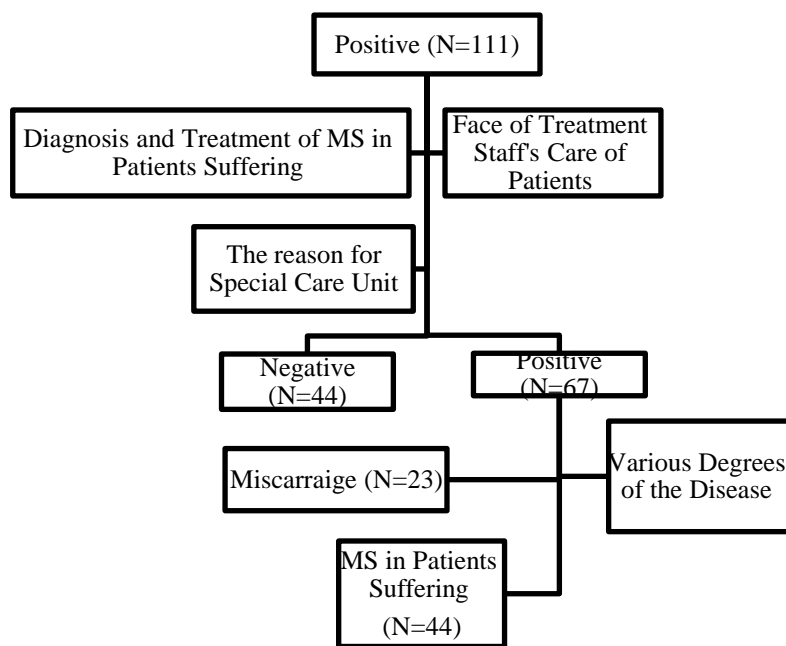 Positive (N=111)
Diagnosis and Treatment of MS in
Patients Suffering
Face of Treatment
Staff's Care of
Patients
The reason for
Special Care Unit
Negative
(N=44)
Positive
(N=67)
Miscarraige (N=23)
Various Degrees
of the Disease
MS in Patients
Suffering
(N=44)